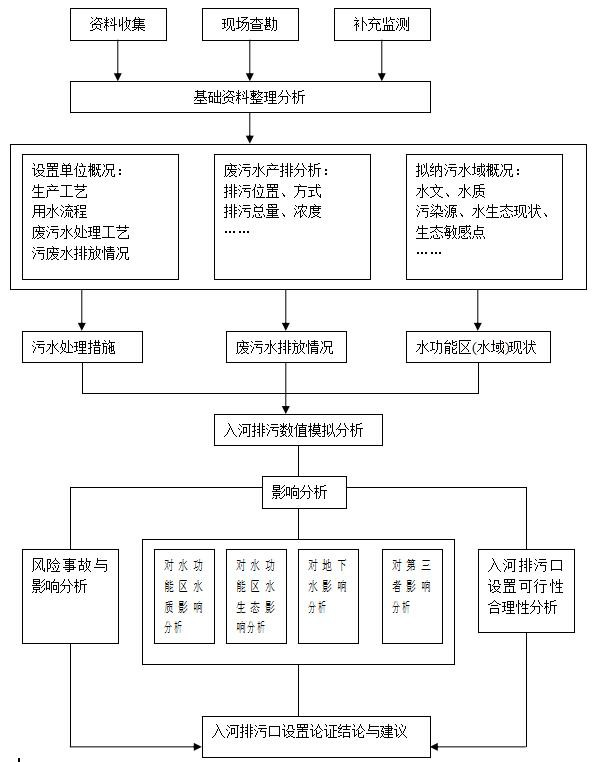 资料收集
现场查勘
补充监测
基础资料整理分析
设置单位概况：
生产工艺
用水流程
废污水处理工艺
污废水排放情况
废污水产排分析：
排污位置、方式
排污总量、浓度
……
拟纳污水域概况：
水文、水质
污染源、水生态现状、
生态敏感点
……
污水处理措施
废污水排放情况
水功能区(水域)现状
入河排污数值模拟分析
影响分析
风险事故与
影响分析
对水功
能区水
质影响
分析
对水功
能区水
生态影
响分析
对地下
水影响
分析
对第三
者影响
分析
入河排污口
设置可行性
合理性分析
入河排污口设置论证结论与建议